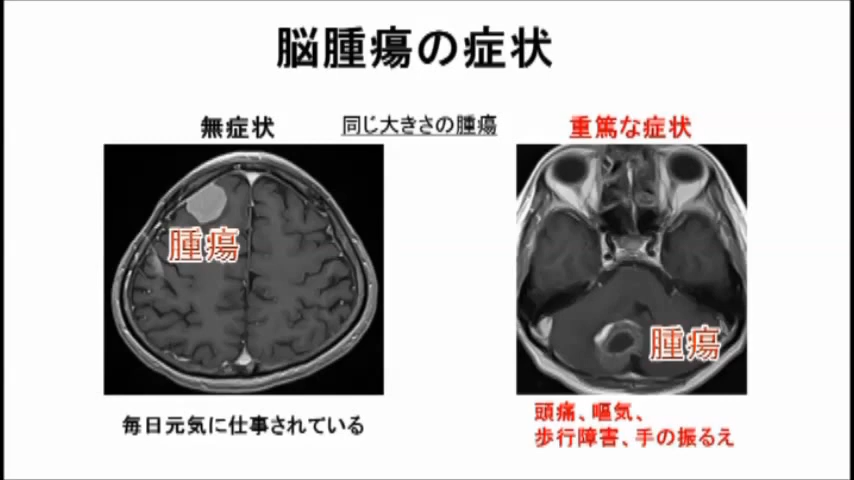 脳腫瘍の症状
無症状
同じ大きさの腫瘍
重篤な症状
腫瘍
腫瘍
毎日元気に仕事されている
頭痛、嘔気、
歩行障害、手の振るえ